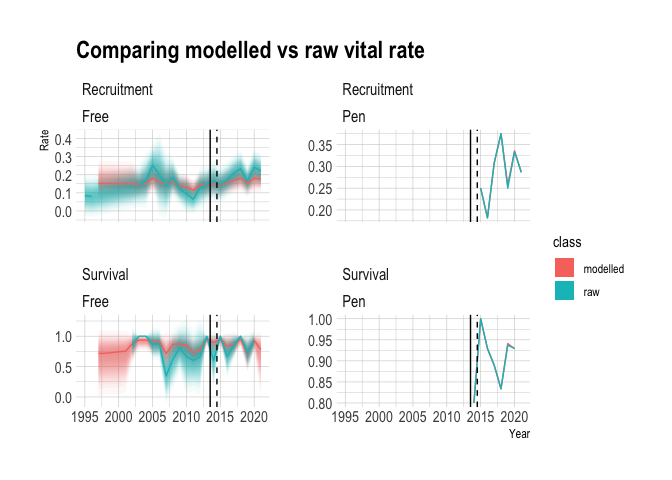 Comparing modelled vs raw vital rate
Recruitment
Free
Recruitment
Pen
Rate
0.4
0.3
0.2
0.1
0.0
0.35
0.30
0.25
0.20
Survival
Free
Survival
Pen
1.0
0.5
0.0
1.00
0.95
0.90
0.85
0.80
1995 2000 2005 2010 2015 2020
1995 2000 2005 2010 2015 2020
Year
class
modelled
raw